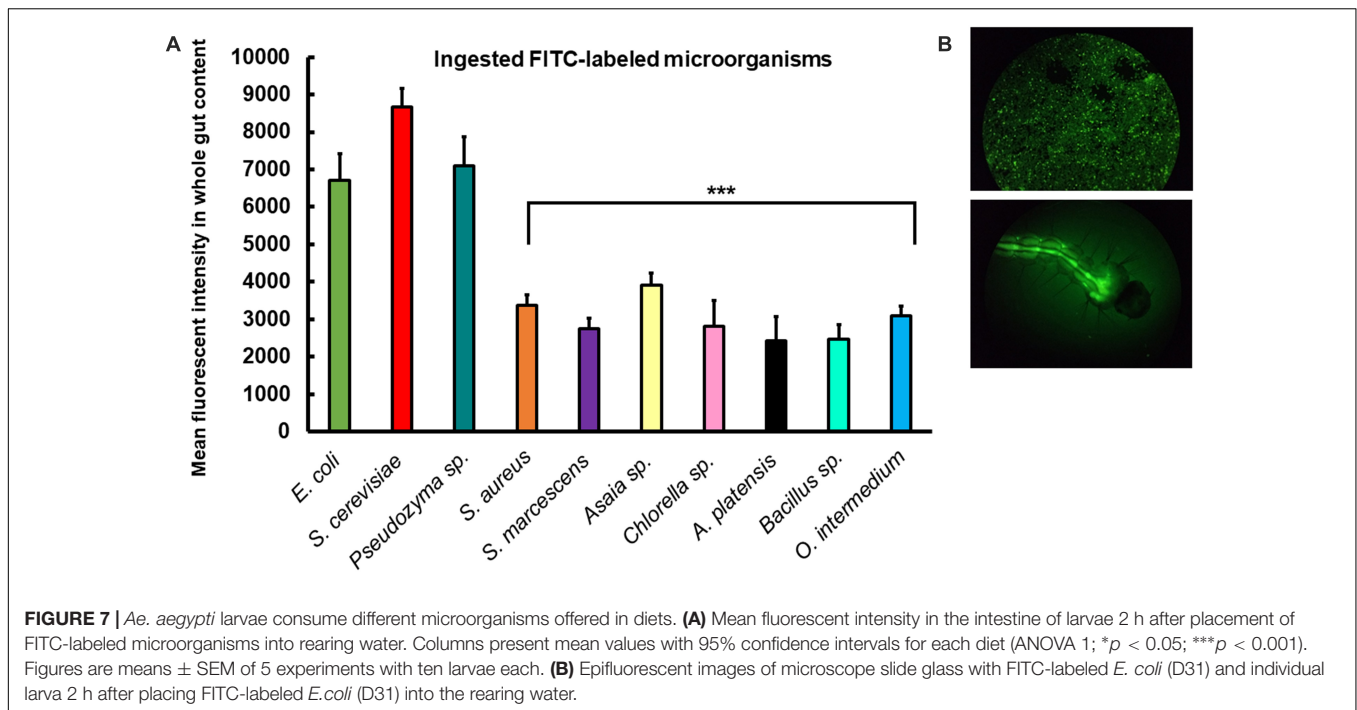 A
B
Ingested FITC-labeled microorganisms
Mean fluorescent intensity in whole gut content
10000
9000
8000
7000
6000
5000
4000
3000
2000
1000
0
***
E. coli
S. cerevisiae
Pseudozyma sp.
S. aureus
S. marcescens
Asaia sp.
Chlorella sp.
A. platensis
Bacillus sp.
O. intermedium
FIGURE 7 | Ae. aegypti larvae consume different microorganisms offered in diets. (A) Mean fluorescent intensity in the intestine of larvae 2 h after placement of
FITC-labeled microorganisms into rearing water. Columns present mean values with 95% confidence intervals for each diet (ANOVA 1; *p < 0.05; ***p < 0.001).
Figures are means ± SEM of 5 experiments with ten larvae each. (B) Epifluorescent images of microscope slide glass with FITC-labeled E. coli (D31) and individual
larva 2 h after placing FITC-labeled E.coli (D31) into the rearing water.